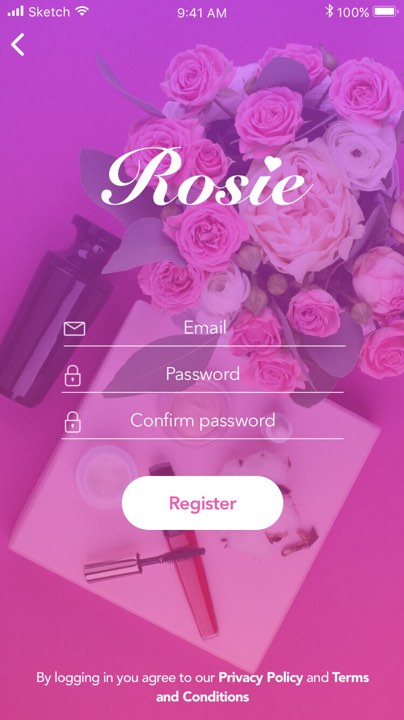 Sketch 9:41 AM 100%
Rosie
Email
Password
Confirm password
Register
By logging in you agree to our Privacy Policy and Terms
and Conditions